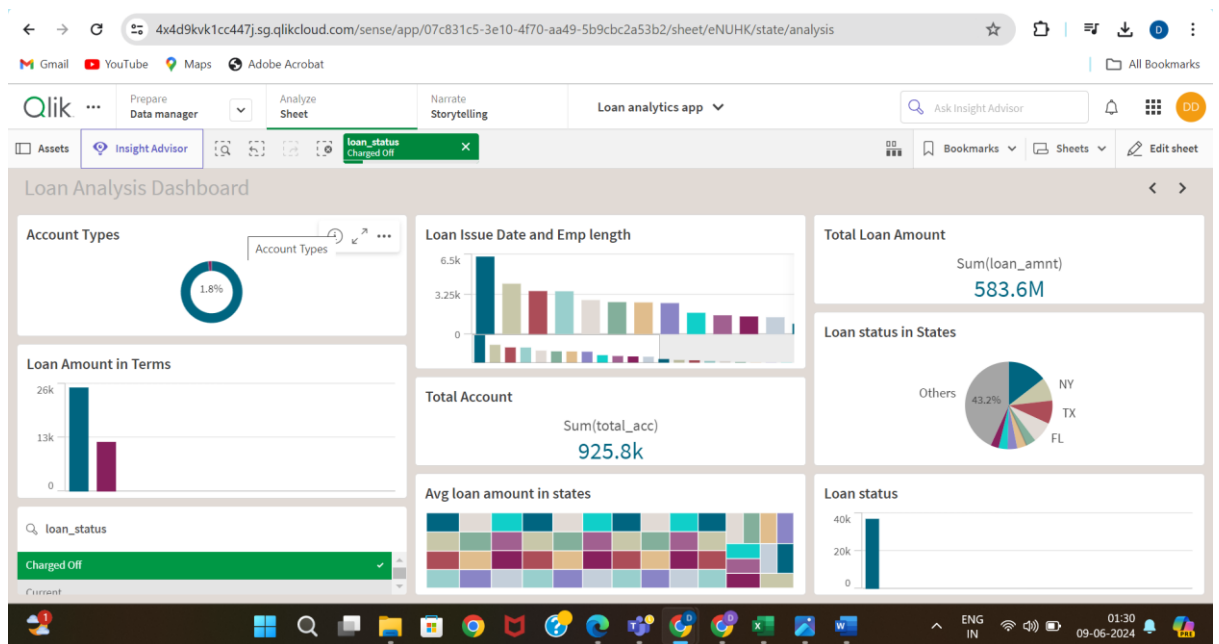 4x4d9kvk1cc447j.sg.qlikcloud.com/sense/app/07c831c5-3e10-4f70-aa49-5b9cbc2a53b2/sheet/eNUHK/state/analysis
D
Gmail
YouTube
Maps
Adobe Acrobat
All Bookmarks
Qlik
Prepare
Data manager
Analyze
Sheet
Narrate
Storytelling
Loan analytics app
Ask Insight Advisor
DD
Assets
Insight Advisor
loan_status
Charged Off
Bookmarks
Sheets
Edit sheet
Loan Analysis Dashboard
Account Types
Account Types
1.8%
Loan Amount in Terms
26k
13k
0
loan_status
Charged Off
Current
Loan Issue Date and Emp length
6.5k
3.25k
0
Total Account
Sum(total_acc)
925.8k
Avg loan amount in states
Total Loan Amount
Sum(loan_amnt)
583.6M
Loan status in States
Others
43.2%
NY
TX
FL
Loan status
40k
20k
0
1
ENG
IN
01:30
09-06-2024